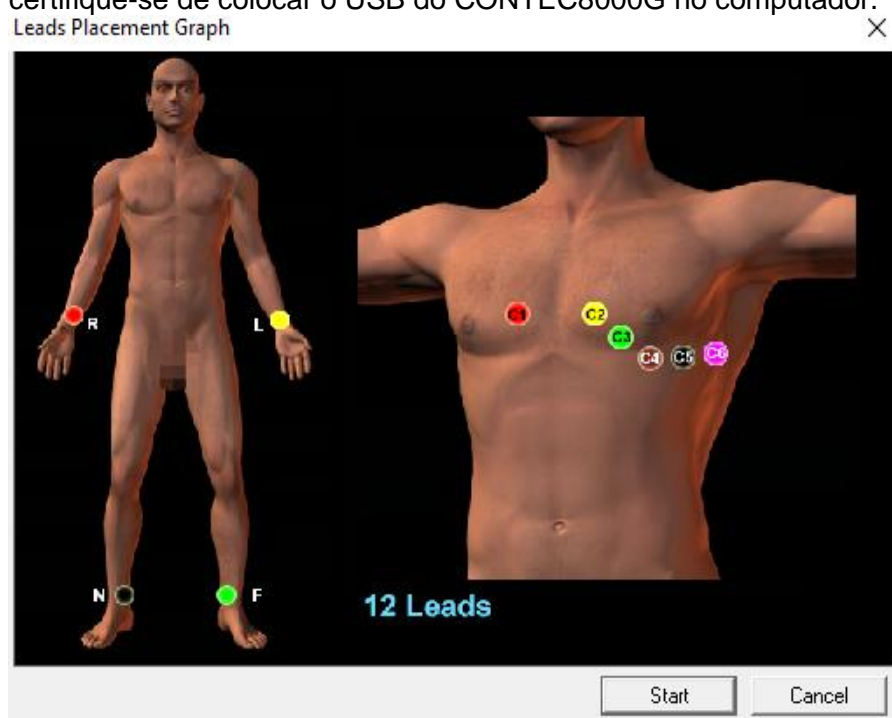 certifique-se de colocar o USB do CONTEC8000G no computador.
Leads Placement Graph
R
L
C1
C2
C3
C4
C5
C6
N
F
12 Leads
Start
Cancel